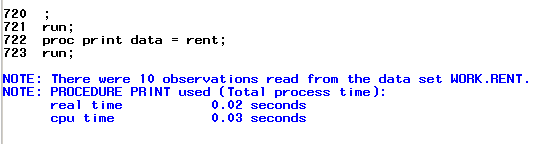 720  ;
721  run;
722  proc print data = rent;
723  run;
NOTE: There were 10 observations read from the data set WORK.RENT.
NOTE: PROCEDURE PRINT used (Total process time):
      real time           0.02 seconds
      cpu time            0.03 seconds